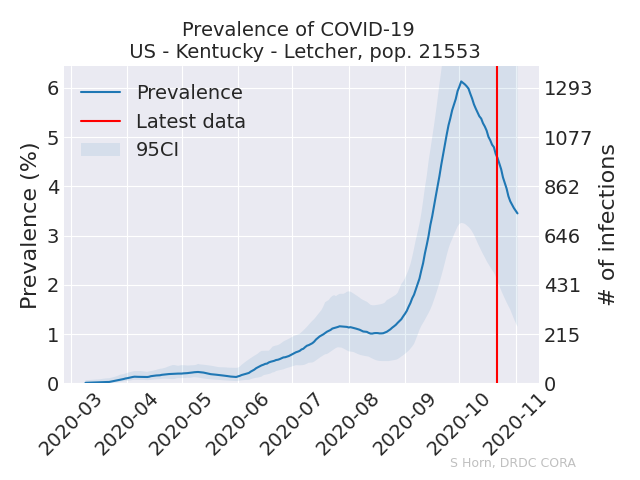 Prevalence of COVID-19
US - Kentucky - Letcher, pop. 21553
Prevalence (%)
6
5
4
3
2
1
0
Prevalence
Latest data
95CI
1293
1077
862
646
431
215
0
# of infections
2020-03
2020-04
2020-05
2020-06
2020-07
2020-08
2020-09
2020-10
2020-11
S Horn, DRDC CORA